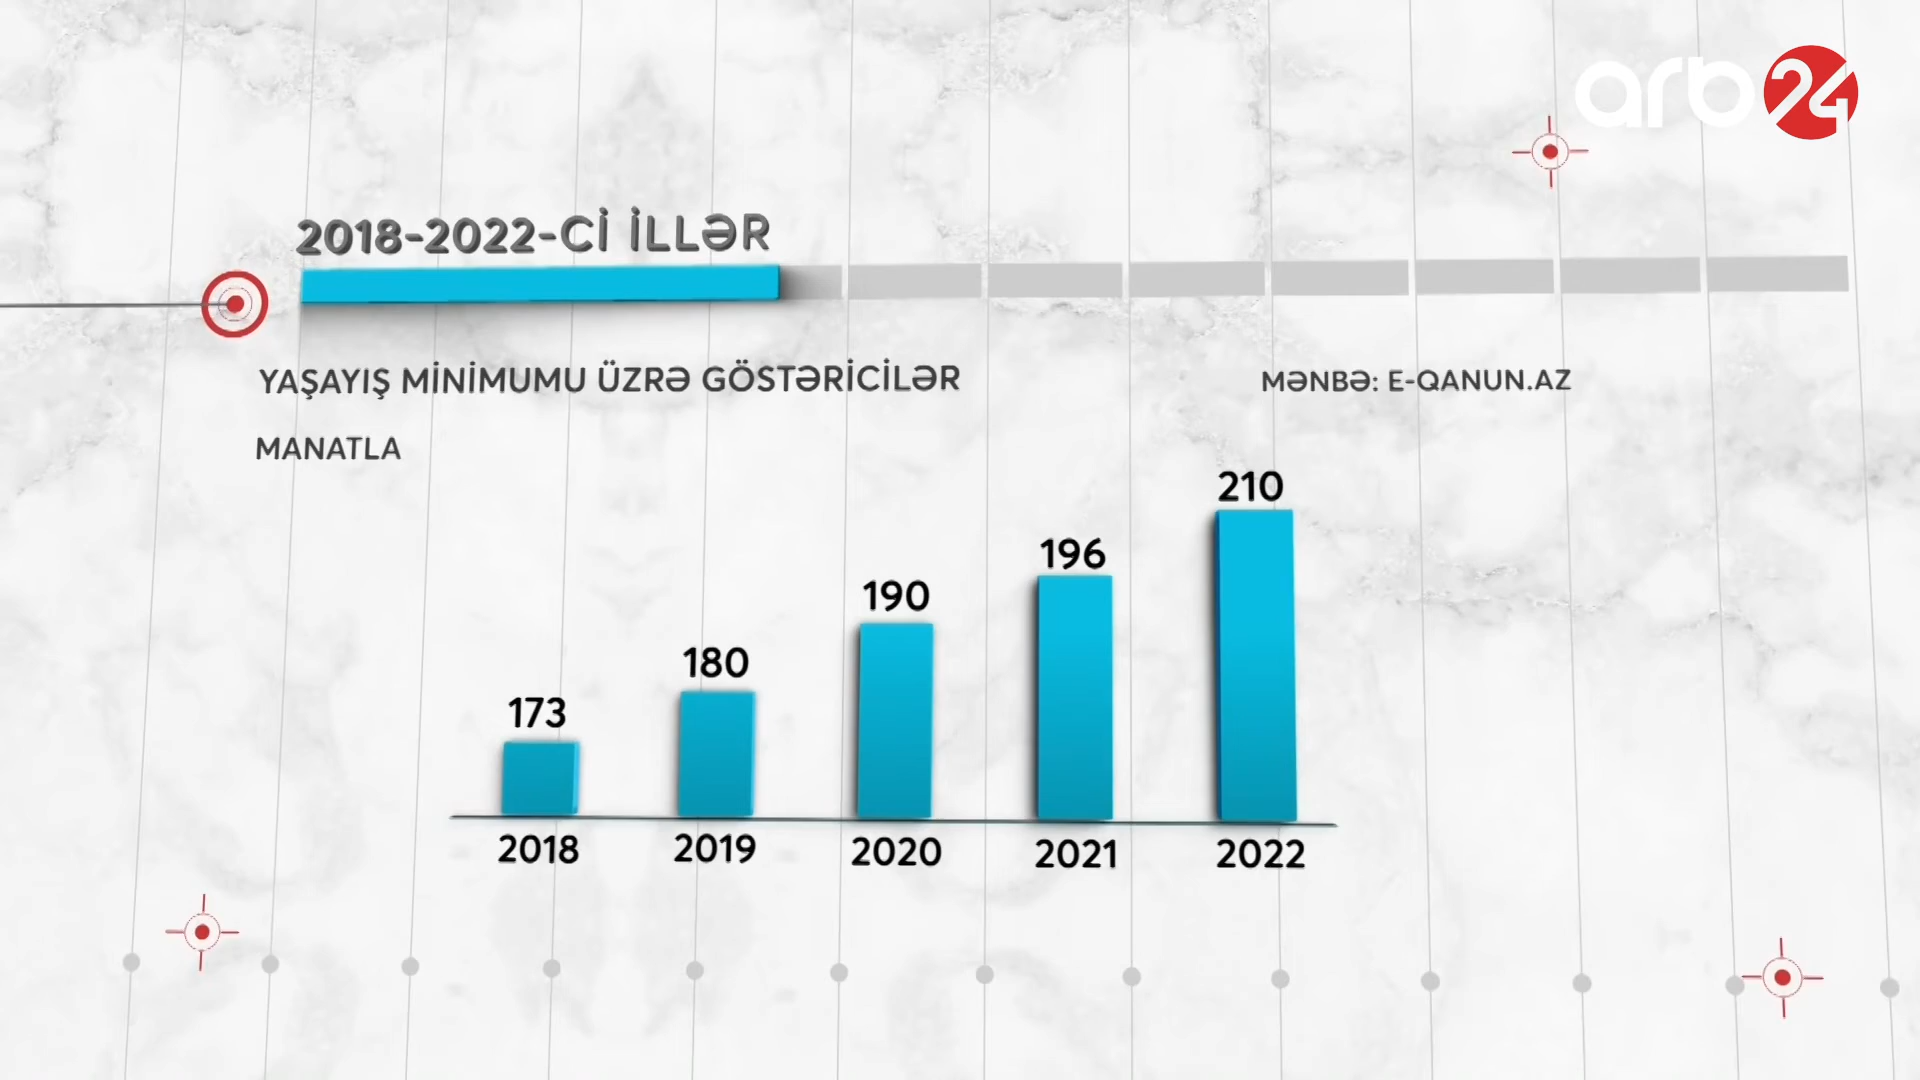 arb24
2018-2022-Cİ İLLƏR
YAŞAYIŞ MİNİMUMU ÜZRƏ GÖSTƏRİCİLƏR
MƏNBƏ: E-QANUN.AZ
MANATLA
173
180
190
196
210
2018
2019
2020
2021
2022